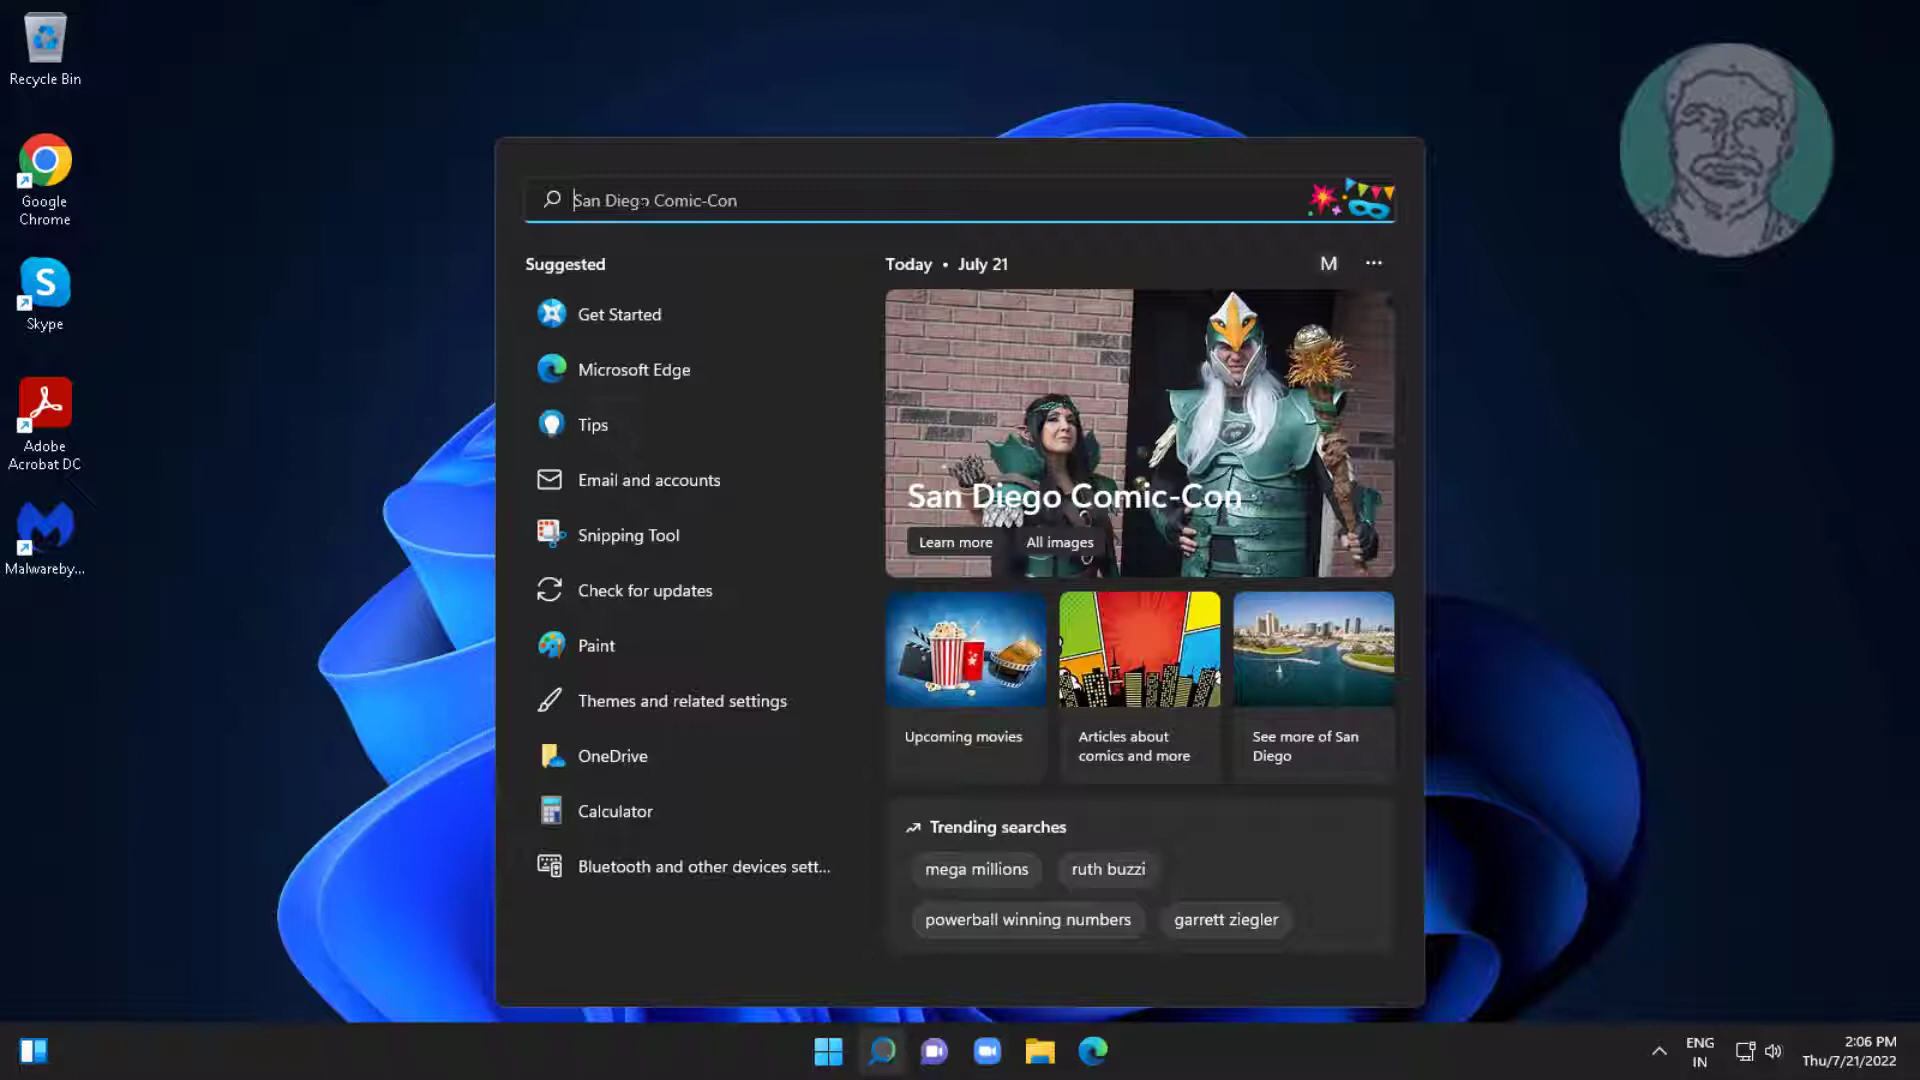 Recycle Bin
Google
Chrome
Skype
Adobe
Acrobat DC
Malwareby...
San Diego Comic-Con
Suggested
Get Started
Microsoft Edge
Tips
Email and accounts
Snipping Tool
Check for updates
Paint
Themes and related settings
OneDrive
Calculator
Bluetooth and other devices sett...
Today • July 21
M
San Diego Comic-Con
Learn more
All images
Upcoming movies
Articles about
comics and more
See more of San
Diego
Trending searches
mega millions
ruth buzzi
powerball winning numbers
garrett ziegler
ENG
IN
2:06 PM
Thu/7/21/2022